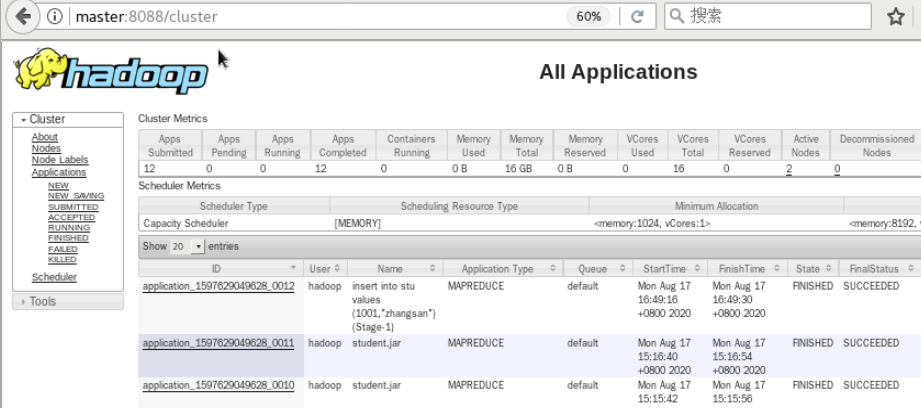 master:8088/cluster
60%
搜索
hadoop
All Applications
Cluster
About
Nodes
Node Labels
Applications
NEW
NEW_SAVING
SUBMITTED
ACCEPTED
RUNNING
FINISHED
FAILED
KILLED
Scheduler
Tools
Cluster Metrics
Apps Submitted Apps Pending Apps Running Apps Completed Containers Running Memory Used Memory Total Memory Reserved VCores Used VCores Total VCores Reserved Active Nodes Decommissioned Nodes
12 0 0 12 0 0 B 16 GB 0 B 0 16 0 2 0
Scheduler Metrics
Scheduler Type Scheduling Resource Type Minimum Allocation
Capacity Scheduler [MEMORY] <memory:1024, vCores:1> <memory:8192,
Show 20 entries
ID User Name Application Type Queue StartTime FinishTime State FinalStatus
application_1597629049628_0012 hadoop insert into stu MAPREDUCE default Mon Aug 17 Mon Aug 17 FINISHED SUCCEEDED
values 16:49:16 16:49:30
(1001,"zhangsan") +0800 2020 +0800 2020
(Stage-1)
application_1597629049628_0011 hadoop student.jar MAPREDUCE default Mon Aug 17 Mon Aug 17 FINISHED SUCCEEDED
15:16:40 15:16:54
+0800 2020 +0800 2020
application_1597629049628_0010 hadoop student.jar MAPREDUCE default Mon Aug 17 Mon Aug 17 FINISHED SUCCEEDED
15:15:42 15:15:56